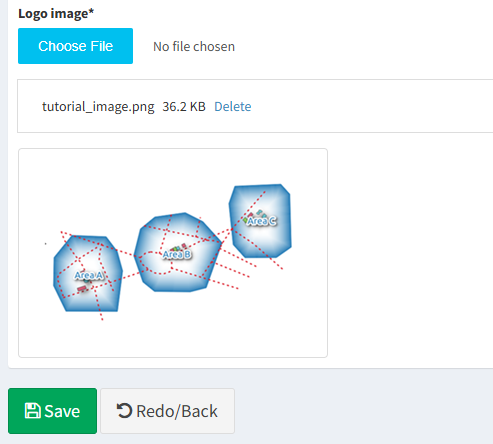 Logo image*
Choose File No file chosen
tutorial_image.png 36.2 KB Delete
Area C
Area B
Area A
Save Redo/Back